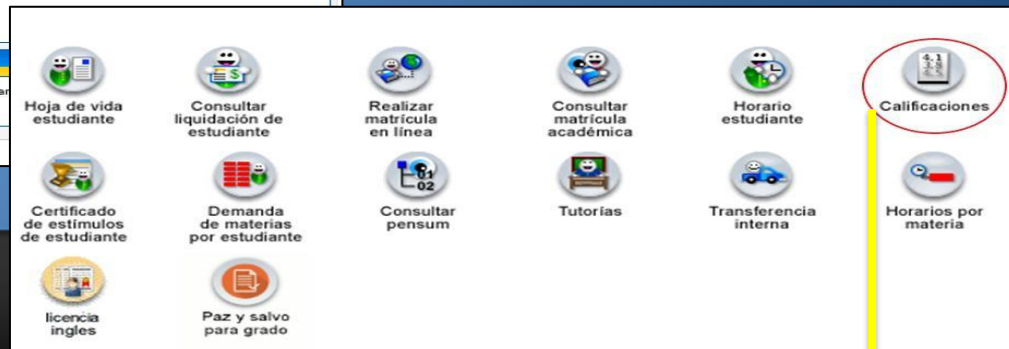 Hoja de vida
estudiante
Consultar
liquidación de
estudiante
Realizar
matrícula
en línea
Consultar
matrícula
académica
Horario
estudiante
Calificaciones
Certificado
de estímulos
de estudiante
Demanda
de materias
por estudiante
Consultar
pensum
Tutorías
Transferencia
interna
Horarios por
materia
licencia
ingles
Paz y salvo
para grado